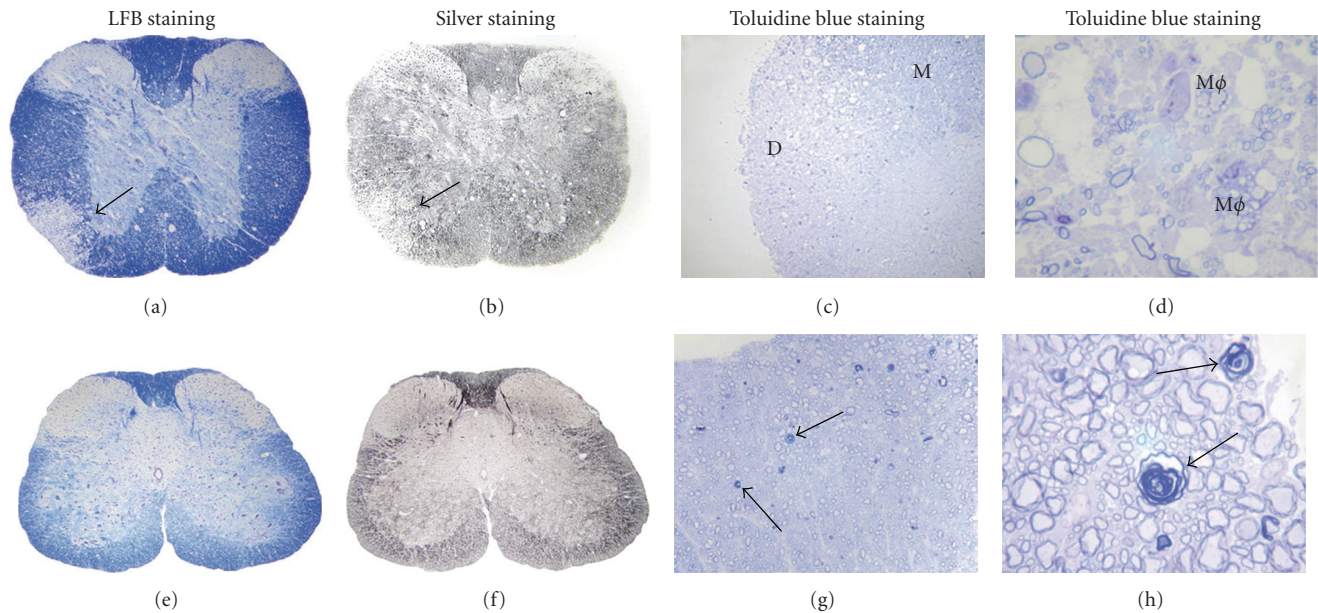 LFB staining
Silver staining
Toluidine blue staining
Toluidine blue staining
M
D
Mϕ
Mϕ
(a)
(b)
(c)
(d)
(e)
(f)
(g)
(h)